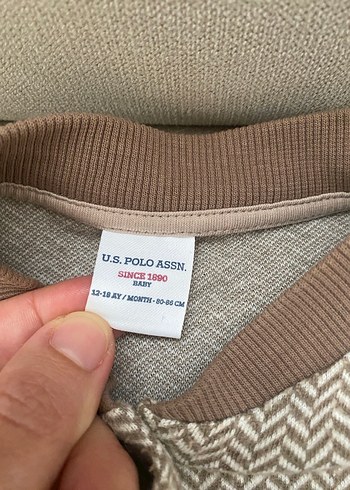 U.S. POLO ASSN.
SINCE 1890
BABY
12-18 AY / MONTH - 80-86 CM